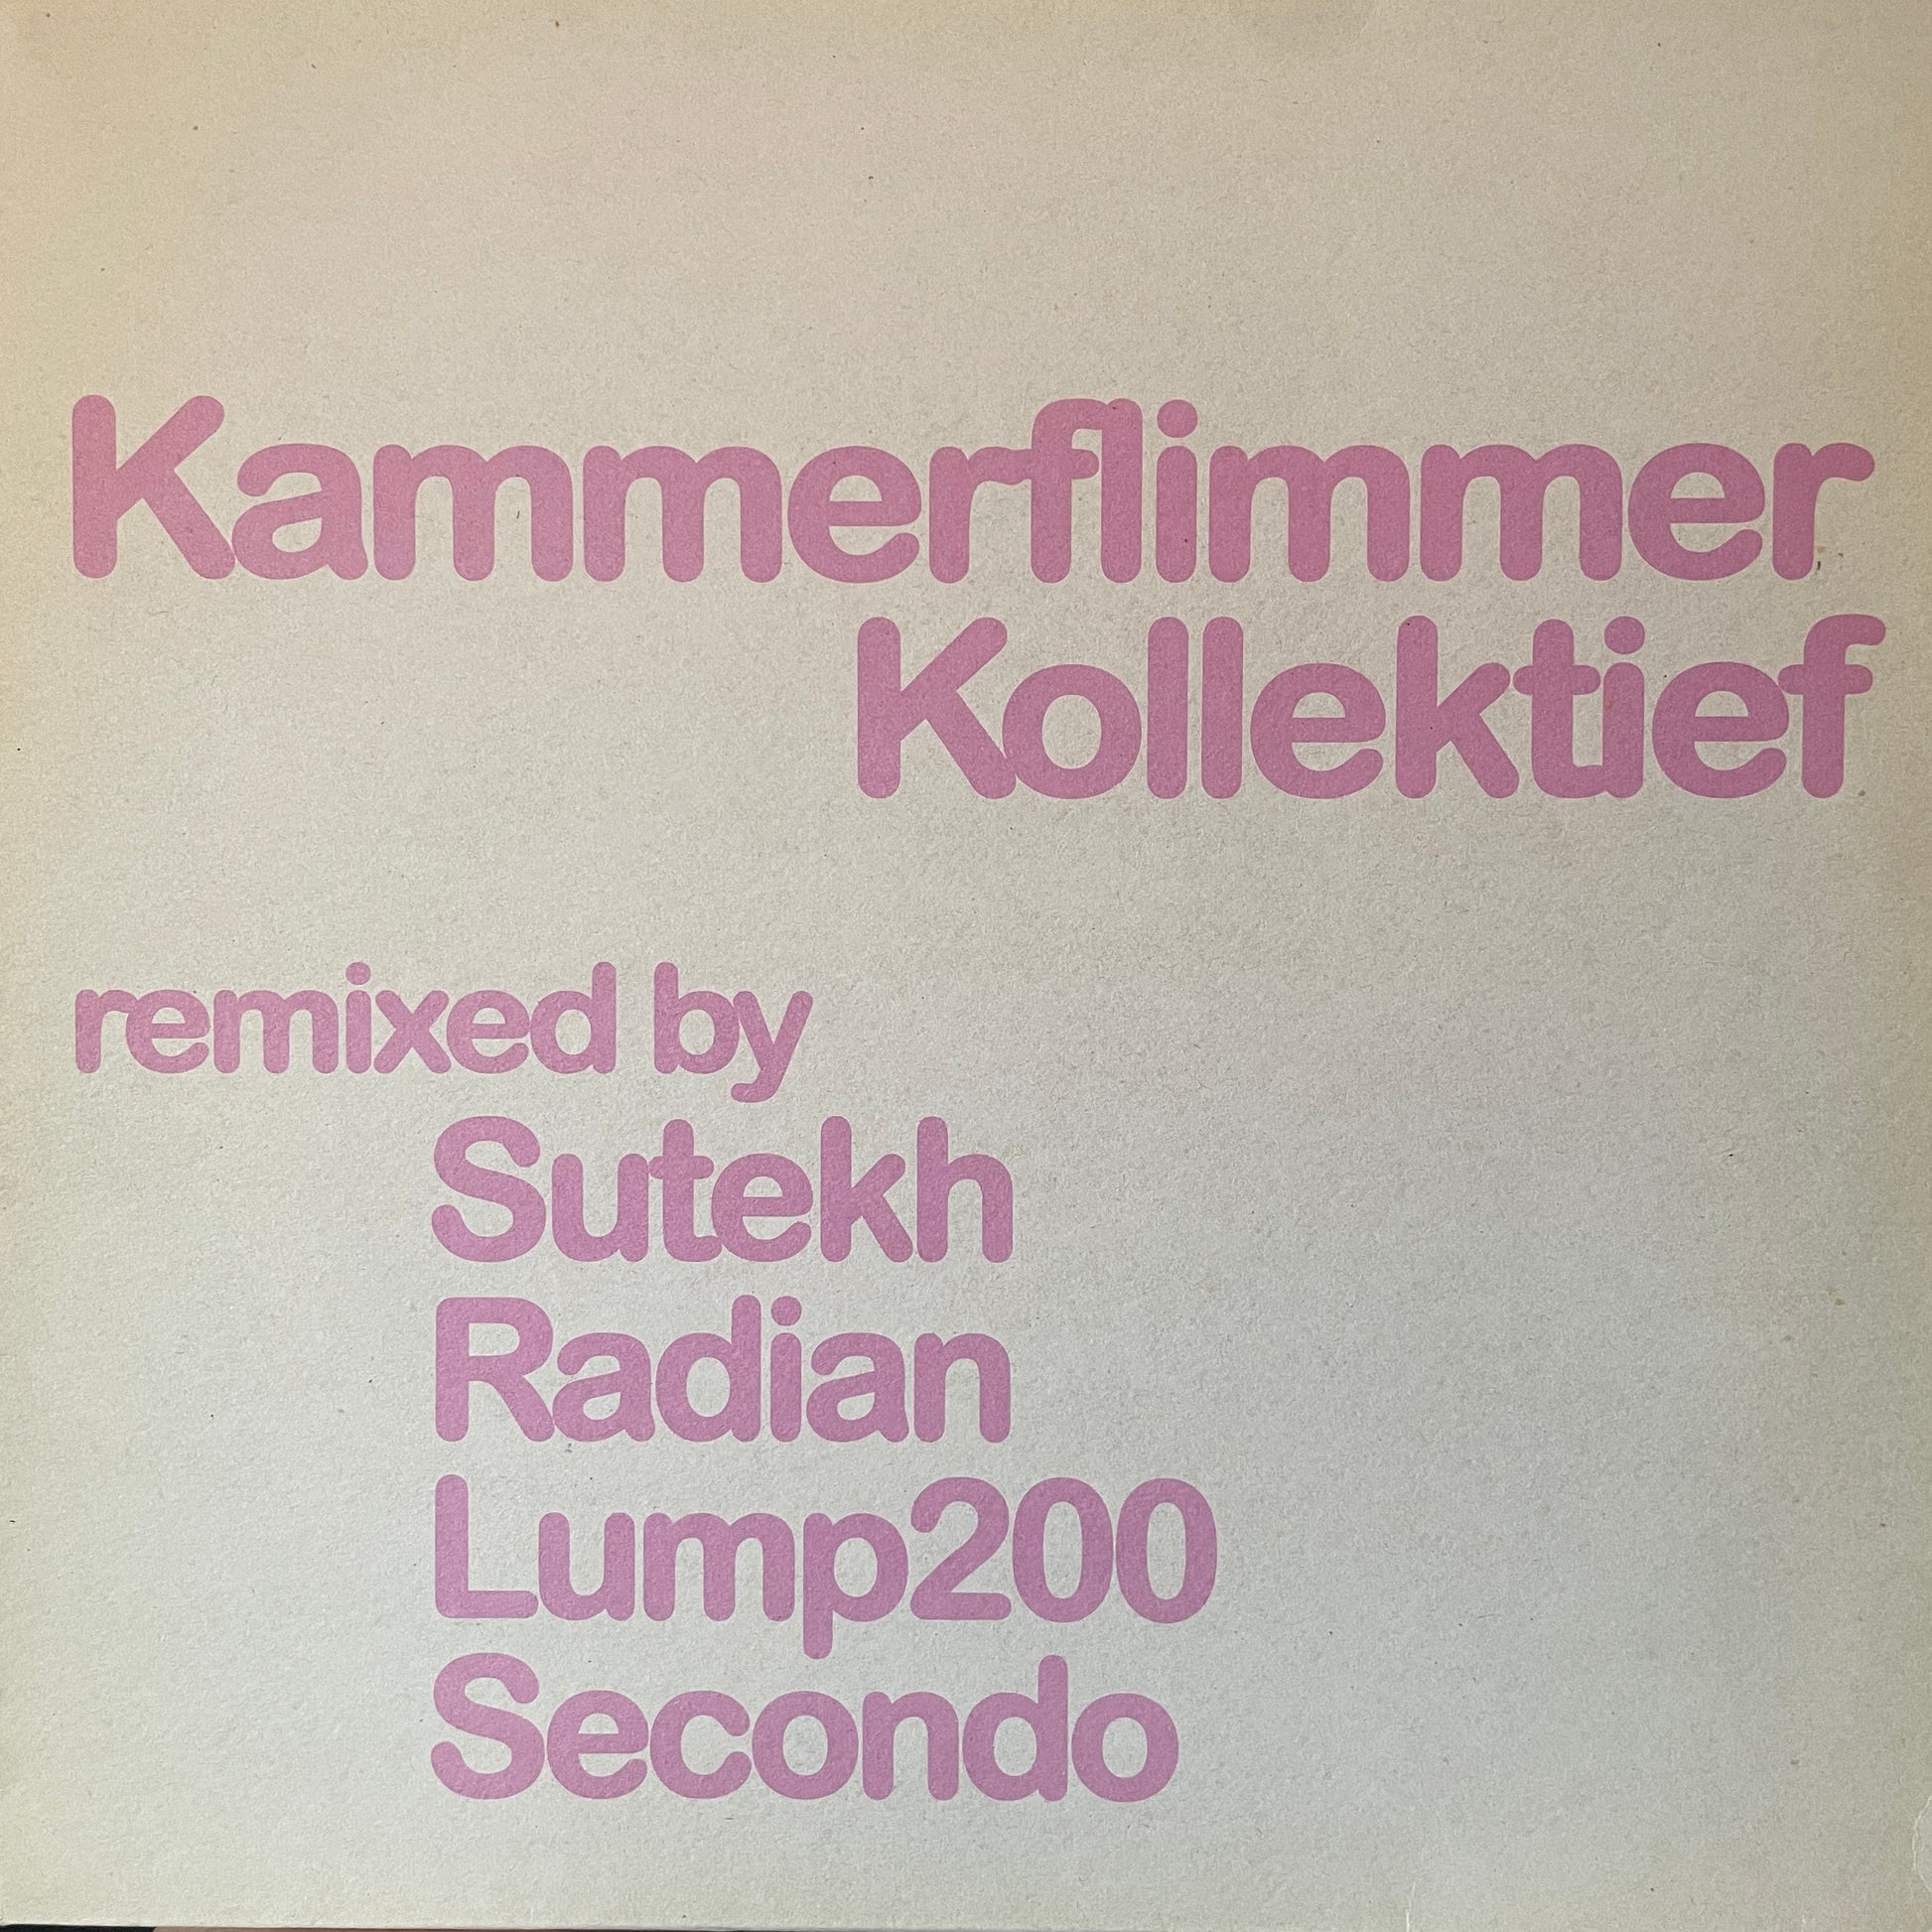 Kammerflimmer
Kollektief
remixed by
Sutekh
Radian
Lump200
Secondo